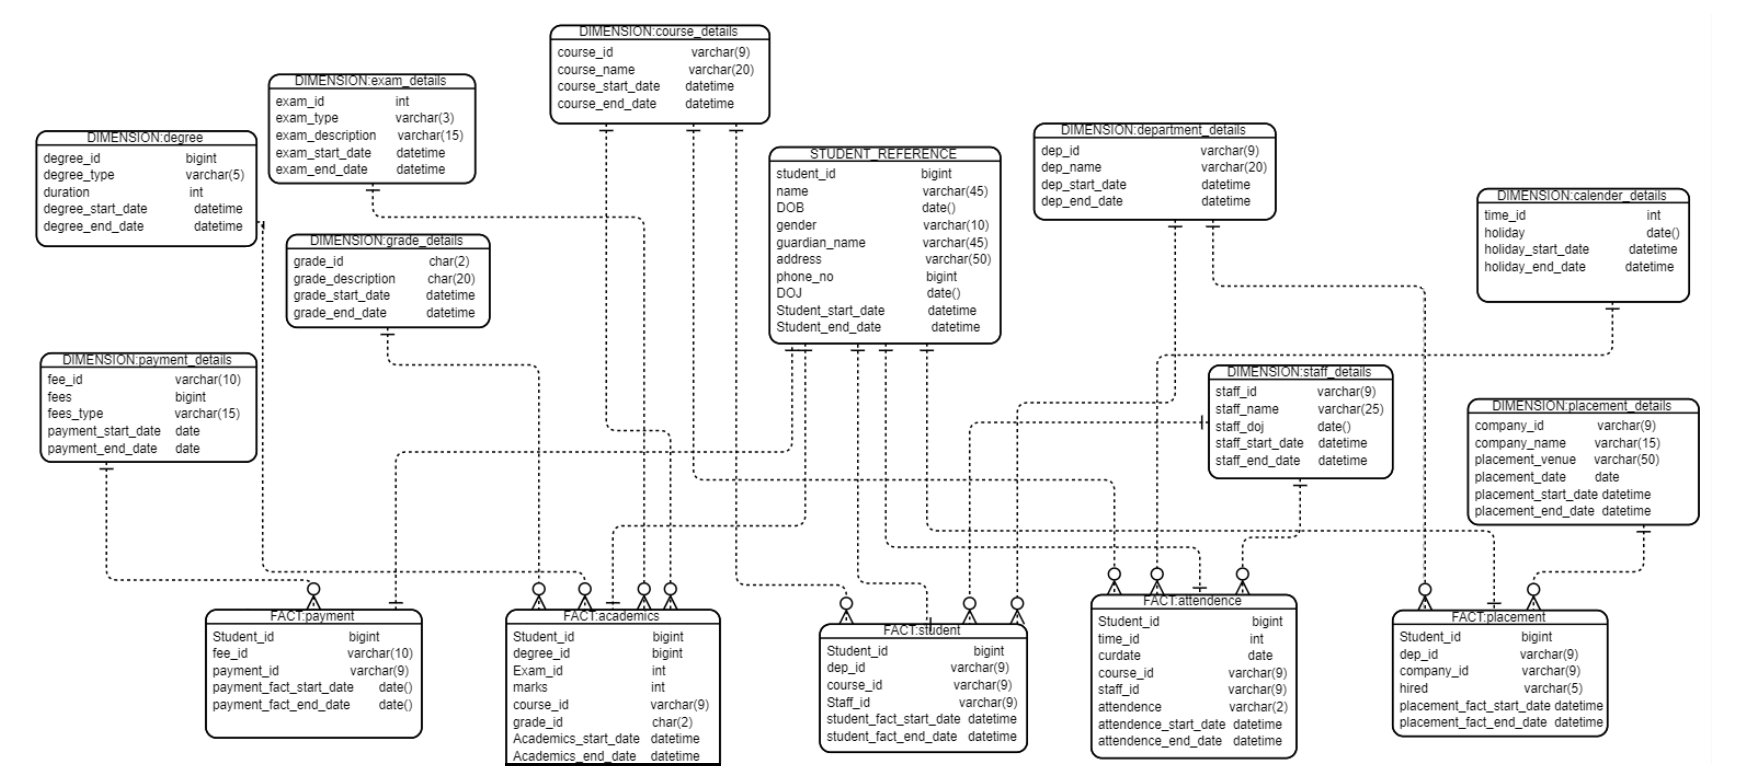 DIMENSION:course_details
course_id varchar(9)
course_name varchar(20)
course_start_date datetime
course_end_date datetime
DIMENSION:exam_details
exam_id int
exam_type varchar(3)
exam_description varchar(15)
exam_start_date datetime
exam_end_date datetime
DIMENSION:degree
degree_id bigint
degree_type varchar(5)
duration int
degree_start_date datetime
degree_end_date datetime
DIMENSION:grade_details
grade_id char(2)
grade_description char(20)
grade_start_date datetime
grade_end_date datetime
STUDENT_REFERENCE
student_id bigint
name varchar(45)
DOB date()
gender varchar(10)
guardian_name varchar(45)
address varchar(50)
phone_no bigint
DOJ date()
Student_start_date datetime
Student_end_date datetime
DIMENSION:department_details
dep_id varchar(9)
dep_name varchar(20)
dep_start_date datetime
dep_end_date datetime
DIMENSION:calender_details
time_id int
holiday date()
holiday_start_date datetime
holiday_end_date datetime
DIMENSION:payment_details
fee_id varchar(10)
fees bigint
fees_type varchar(15)
payment_start_date date
payment_end_date date
DIMENSION:staff_details
staff_id varchar(9)
staff_name varchar(25)
staff_doj date()
staff_start_date datetime
staff_end_date datetime
DIMENSION:placement_details
company_id varchar(9)
company_name varchar(15)
placement_venue varchar(50)
placement_date date
placement_start_date datetime
placement_end_date datetime
FACT:payment
Student_id bigint
fee_id varchar(10)
payment_id varchar(9)
payment_fact_start_date date()
payment_fact_end_date date()
FACT:academics
Student_id bigint
degree_id bigint
Exam_id int
marks int
course_id varchar(9)
grade_id char(2)
Academics_start_date datetime
Academics_end_date datetime
FACT:student
Student_id bigint
dep_id varchar(9)
course_id varchar(9)
Staff_id varchar(9)
student_fact_start_date datetime
student_fact_end_date datetime
FACT:attendence
Student_id bigint
time_id int
curdate date
course_id varchar(9)
staff_id varchar(9)
attendence varchar(2)
attendence_start_date datetime
attendence_end_date datetime
FACT:placement
Student_id bigint
dep_id varchar(9)
company_id varchar(9)
hired varchar(5)
placement_fact_start_date datetime
placement_fact_end_date datetime